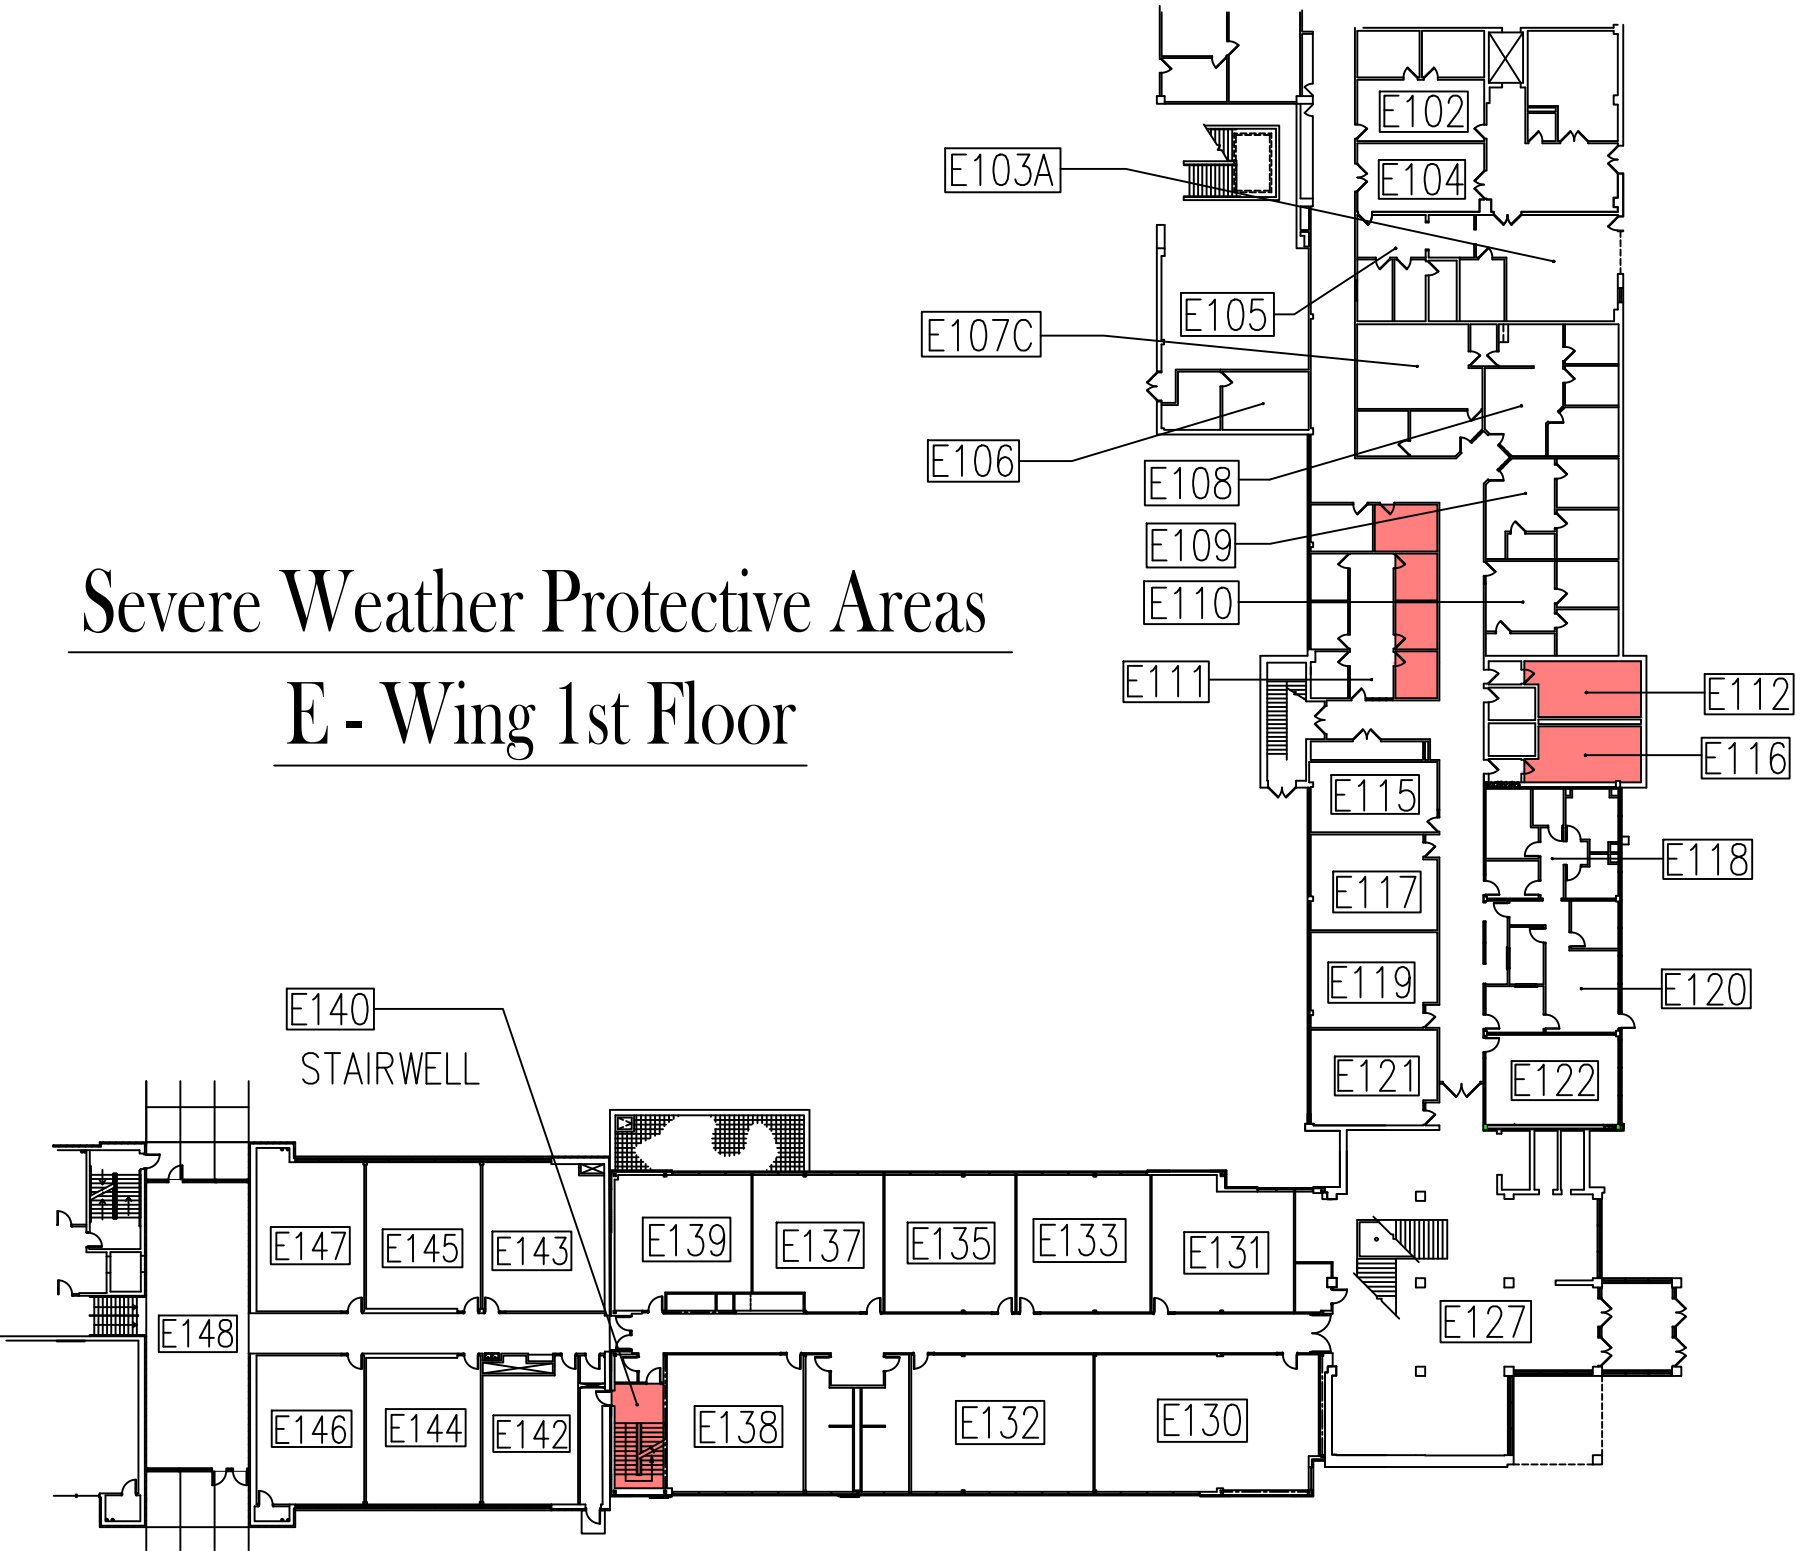 E102
E103A
E104
E105
E107C
E106
E108
E109
Severe Weather Protective Areas
E110
E111
E112
E - Wing 1st Floor
E116
E115
E118
E117
E119
E120
E140
STAIRWELL
E121
E122
E139
E137
E135
E133
E131
E147
E145
E143
E148
E127
E146
E144
E142
E138
E132
E130